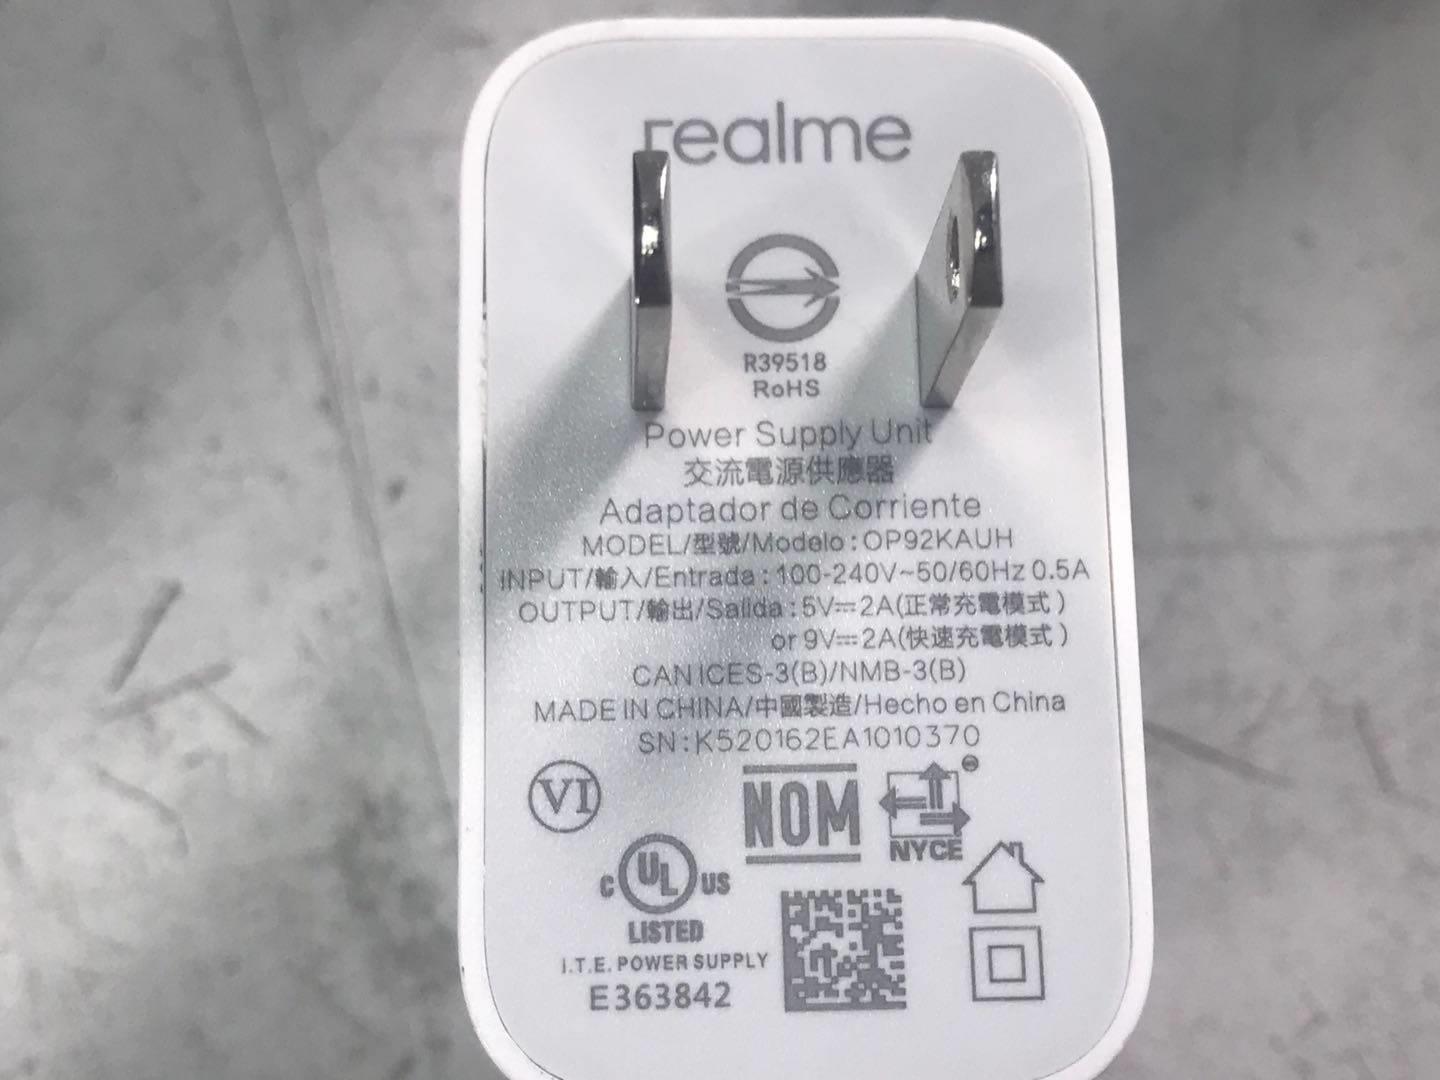 realme
R39518
RoHS
Power Supply Unit
交流電源供應器
Adaptador de Corriente
MODEL/型號/Modelo:OP92KAUH
INPUT/輸入/Entrada:100-240V~50/60Hz 0.5A
OUTPUT/輸出/Salida:5V⎓2A(正常充電模式)
or 9V⎓2A(快速充電模式)
CAN ICES-3(B)/NMB-3(B)
MADE IN CHINA/中國製造/Hecho en China
SN:K520162EA1010370
VI
NOM
NYCE
C UL US
LISTED
I.T.E. POWER SUPPLY
E363842